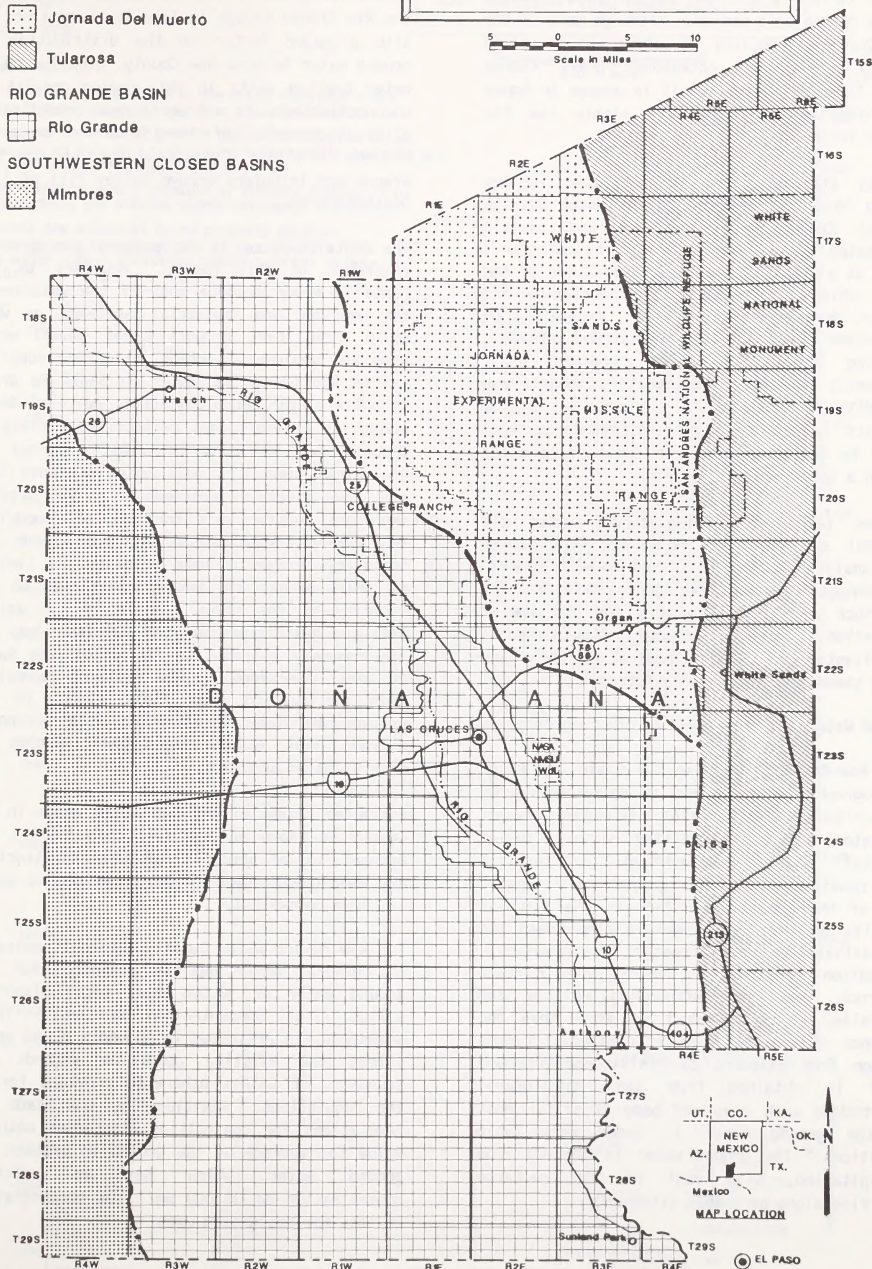 Jornada Del Muerto
Tularosa
RIO GRANDE BASIN
Rio Grande
SOUTHWESTERN CLOSED BASINS
Mimbres
5 0 5 10
Scale in Miles
R3E R4E R5E R6E
T15S
R2E
T16S
R1E
WHITE
WHITE
T17S
SANDS
R4W R3W R2W R1W
NATIONAL
T18S
SANDS
T18S
MONUMENT
JORNADA
SAN ANDRES NATIONAL WILDLIFE REFUGE
Hatch
RIO
T19S
EXPERIMENTAL
MISSILE
T19S
26
GRANDE
RANGE
T20S
25
RANGE
T20S
COLLEGE RANCH
T21S
T21S
Organ
T22S
70
White Sands
T22S
DOÑA ANA
LAS CRUCES
T23S
NASA
NMSU
T23S
10
T24S
RIO
GRANDE
FT. BLISS
T24S
T25S
213
T25S
10
T26S
T26S
Anthony
404
R4E R5E
T27S
T27S
UT. CO. KA.
OK.
N
NEW
MEXICO
AZ.
TX.
T28S
T28S
Mexico
MAP LOCATION
T29S
Sunland Park
T29S
R4W R3W R2W R1W R1E R2E R3E R4E
EL PASO